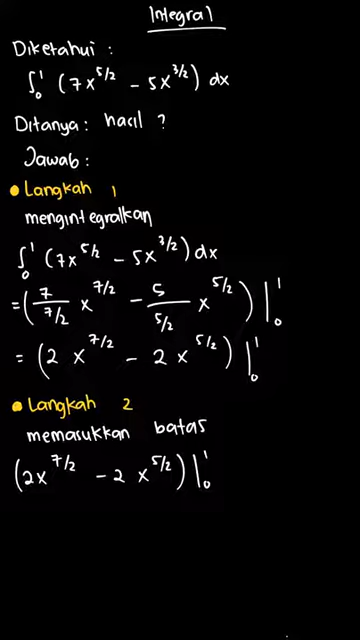 Integral
Diketahui :
∫₀¹ (7x^5/2 - 5x^3/2) dx
Ditanya : hasil ?
Jawab :
• Langkah 1
mengintegralkan
∫₀¹ (7x^5/2 - 5x^3/2) dx
= (7/(7/2) x^7/2 - 5/(5/2) x^5/2) |₀¹
= (2 x^7/2 - 2 x^5/2) |₀¹
• Langkah 2
memasukkan batas
(2x^7/2 - 2 x^5/2) |₀¹